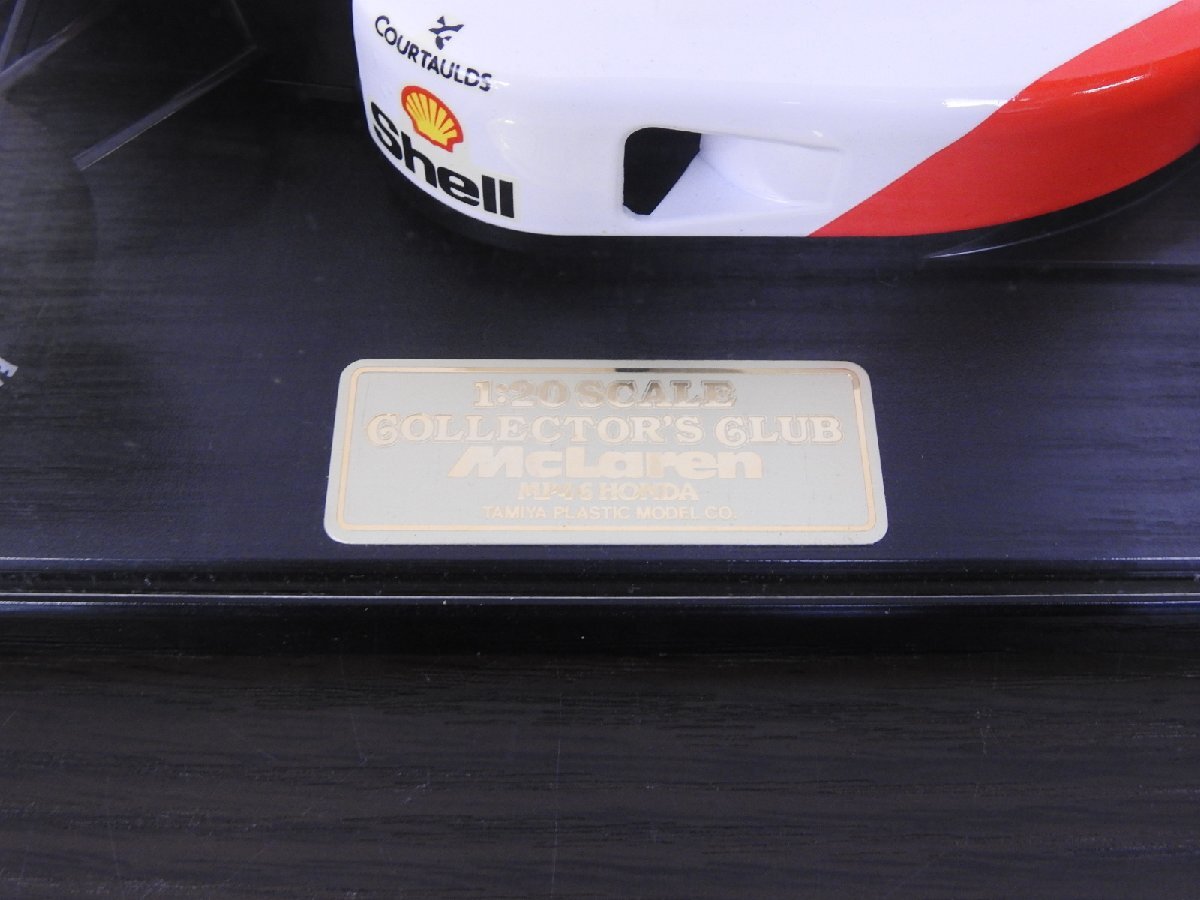 COURTAULDS
Shell
1:20 SCALE
COLLECTOR'S CLUB
McLaren
MP4/6 HONDA
TAMIYA PLASTIC MODEL CO.